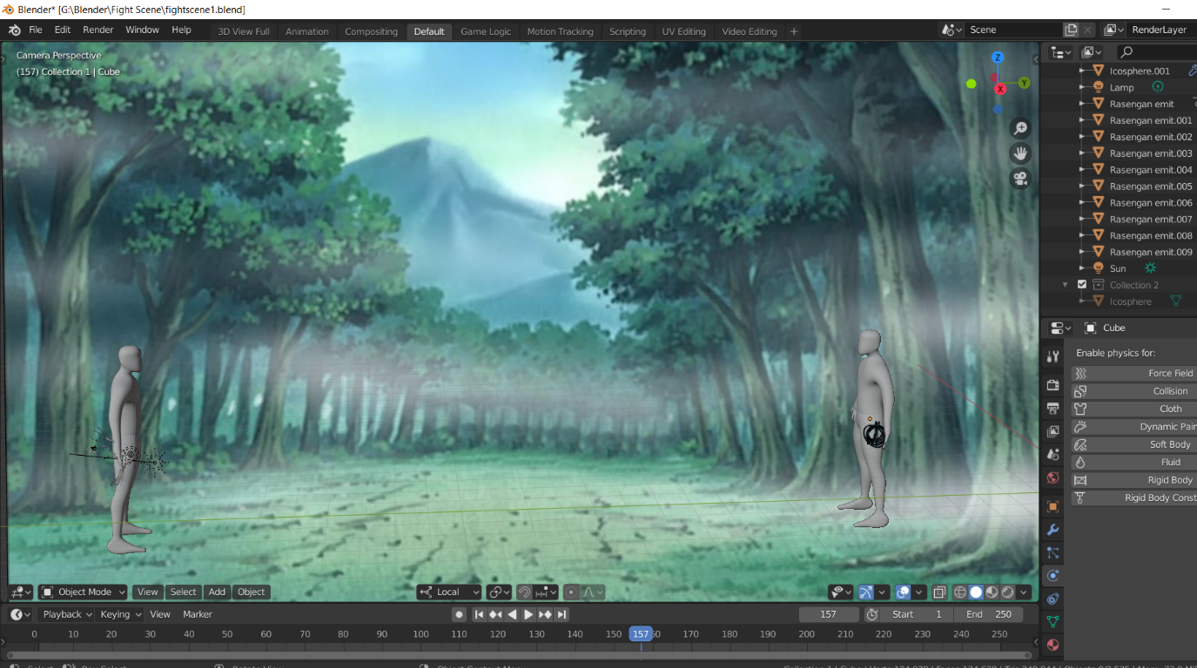 Blender* [G:\Blender\Fight Scene\fightscene1.blend]
File Edit Render Window Help 3D View Full Animation Compositing Default Game Logic Motion Tracking Scripting UV Editing Video Editing + Scene RenderLayer
Camera Perspective
(157) Collection 1 | Cube
Z
Y
X
Icosphere.001
Lamp
Rasengan emit
Rasengan emit.001
Rasengan emit.002
Rasengan emit.003
Rasengan emit.004
Rasengan emit.005
Rasengan emit.006
Rasengan emit.007
Rasengan emit.008
Rasengan emit.009
Sun
Collection 2
Icosphere
Cube
Enable physics for:
Force Field
Collision
Cloth
Dynamic Pain
Soft Body
Fluid
Rigid Body
Rigid Body Const
Object Mode View Select Add Object Local
Playback Keying View Marker 157 Start 1 End 250
0 10 20 30 40 50 60 70 80 90 100 110 120 130 140 150 157 170 180 190 200 210 220 230 240 250